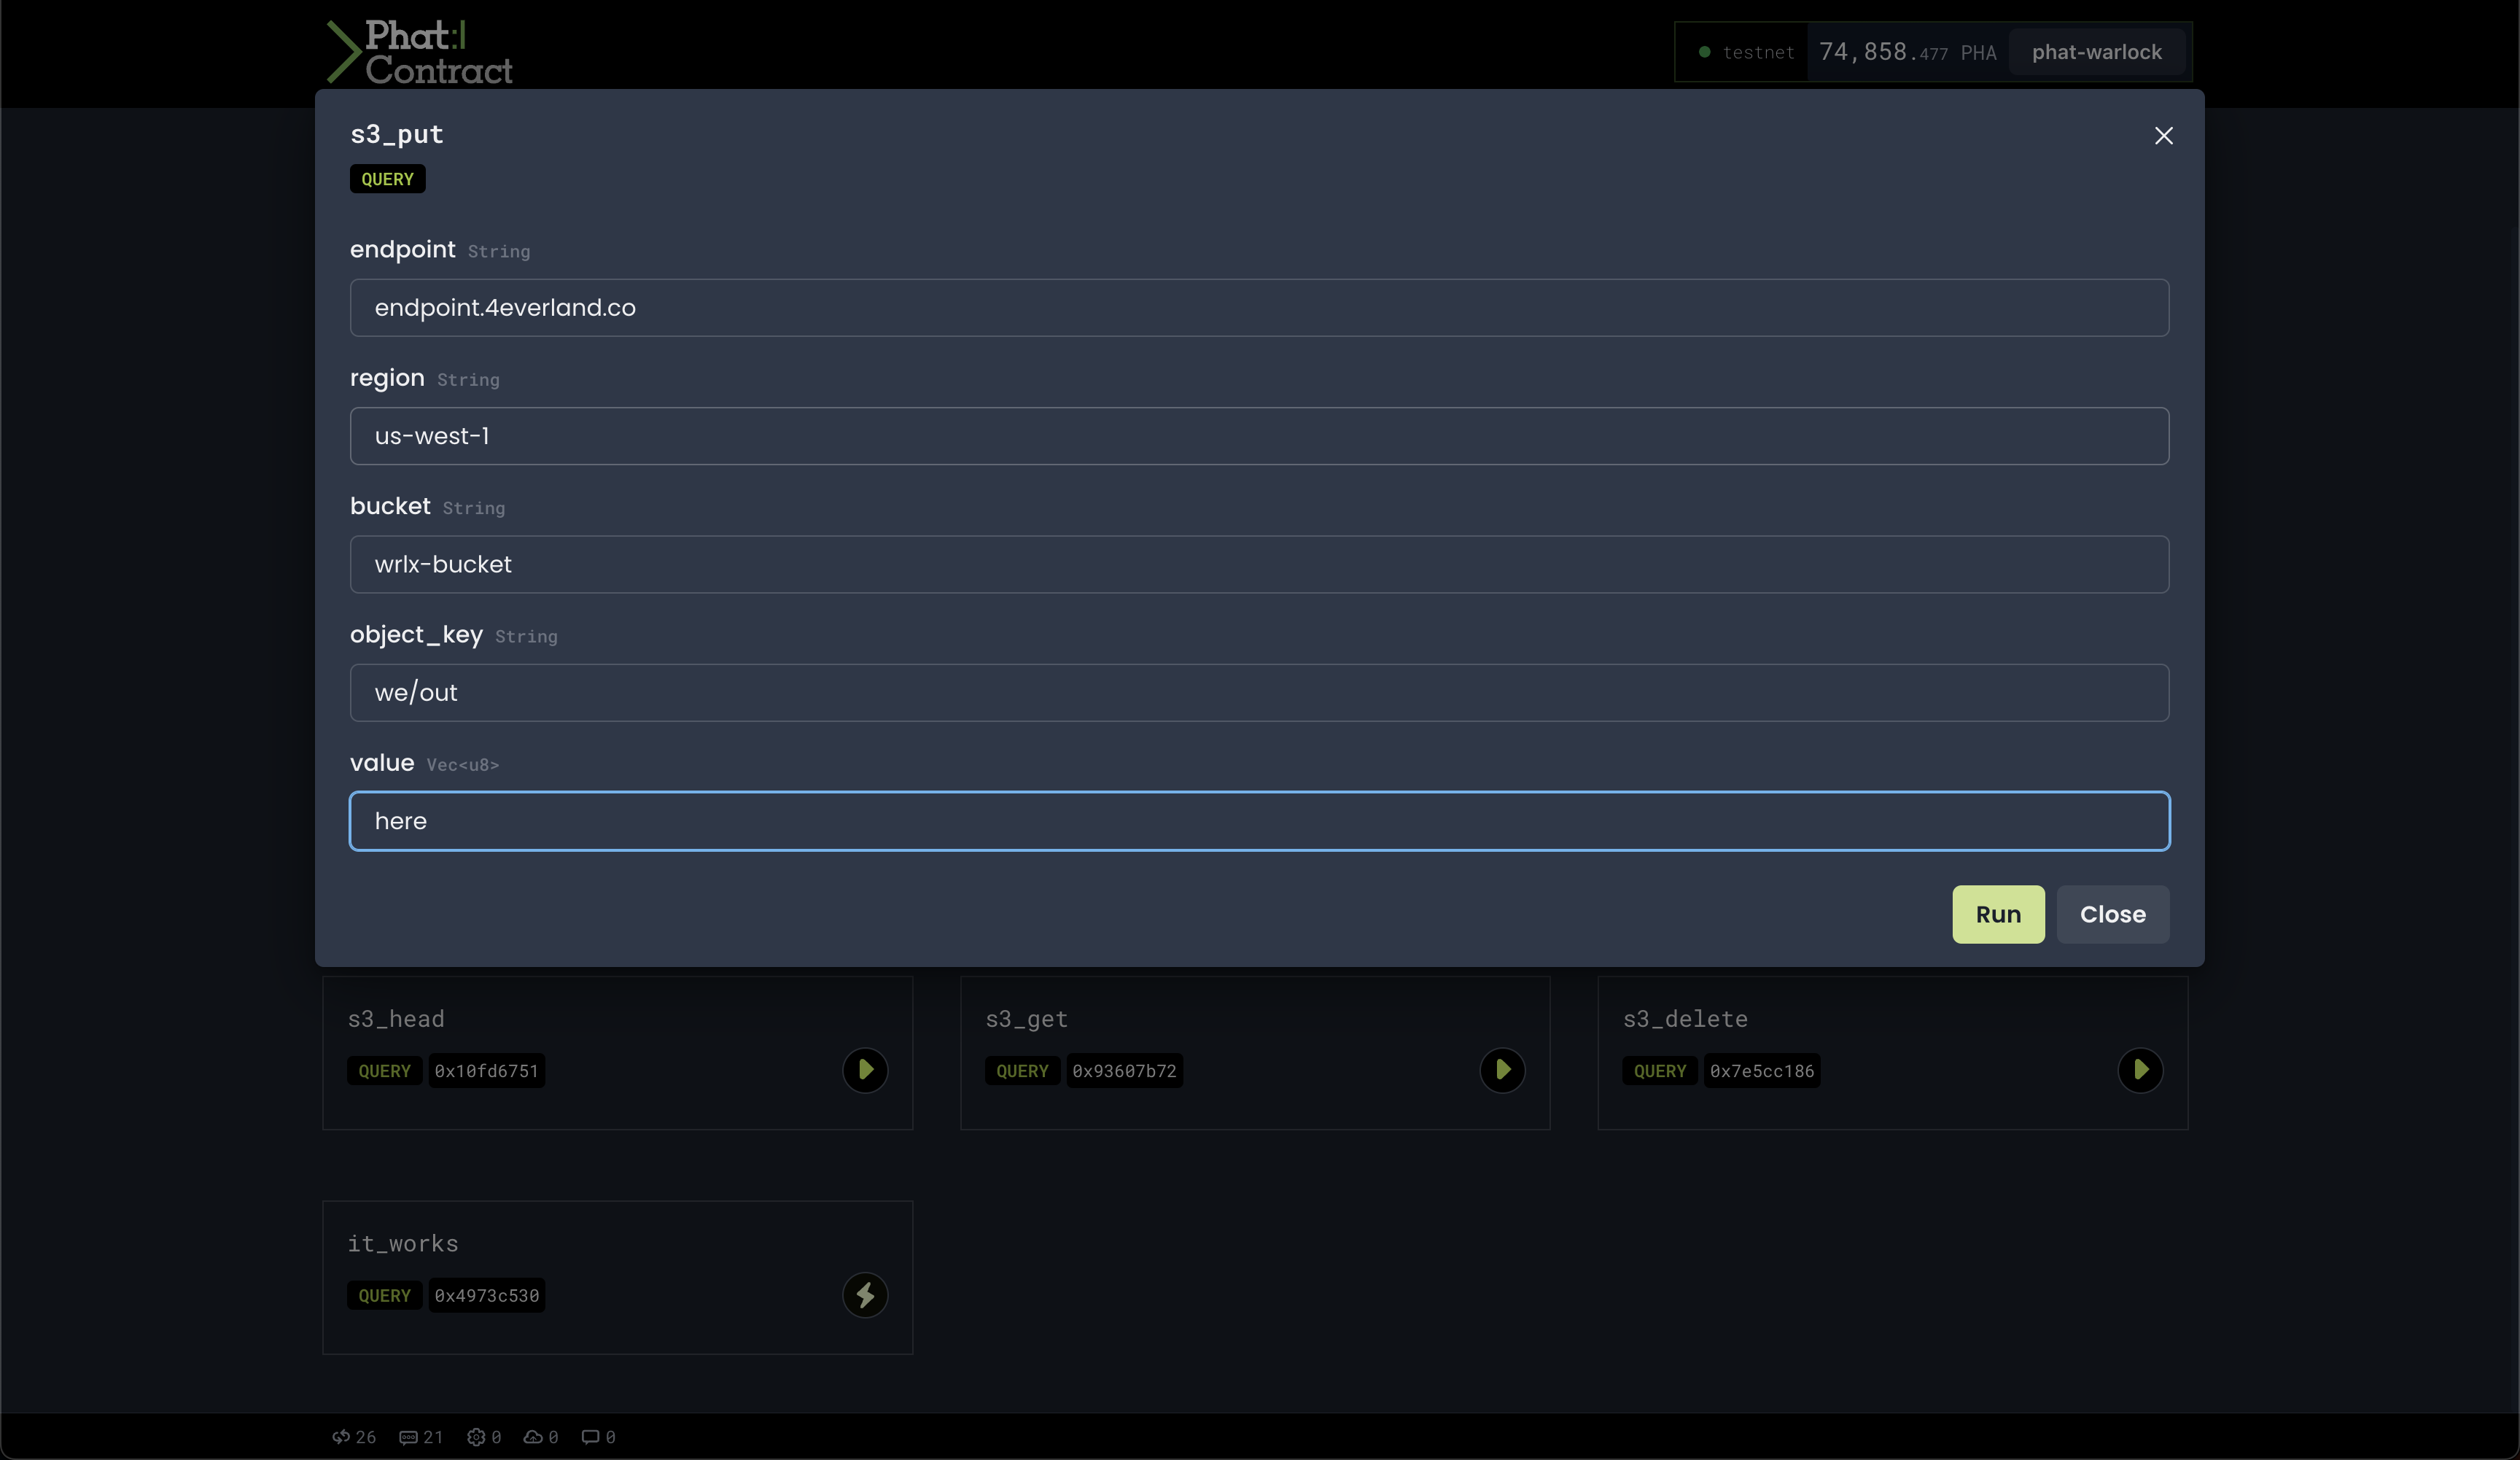 Phat:|
Contract
testnet 74,858.477 PHA phat-warlock
s3_put
QUERY
endpoint String
endpoint.4everland.co
region String
us-west-1
bucket String
wrlx-bucket
object_key String
we/out
value Vec<u8>
here
Run Close
s3_head s3_get s3_delete
QUERY 0x10fd6751 QUERY 0x93607b72 QUERY 0x7e5cc186
it_works
QUERY 0x4973c530
26 21 0 0 0